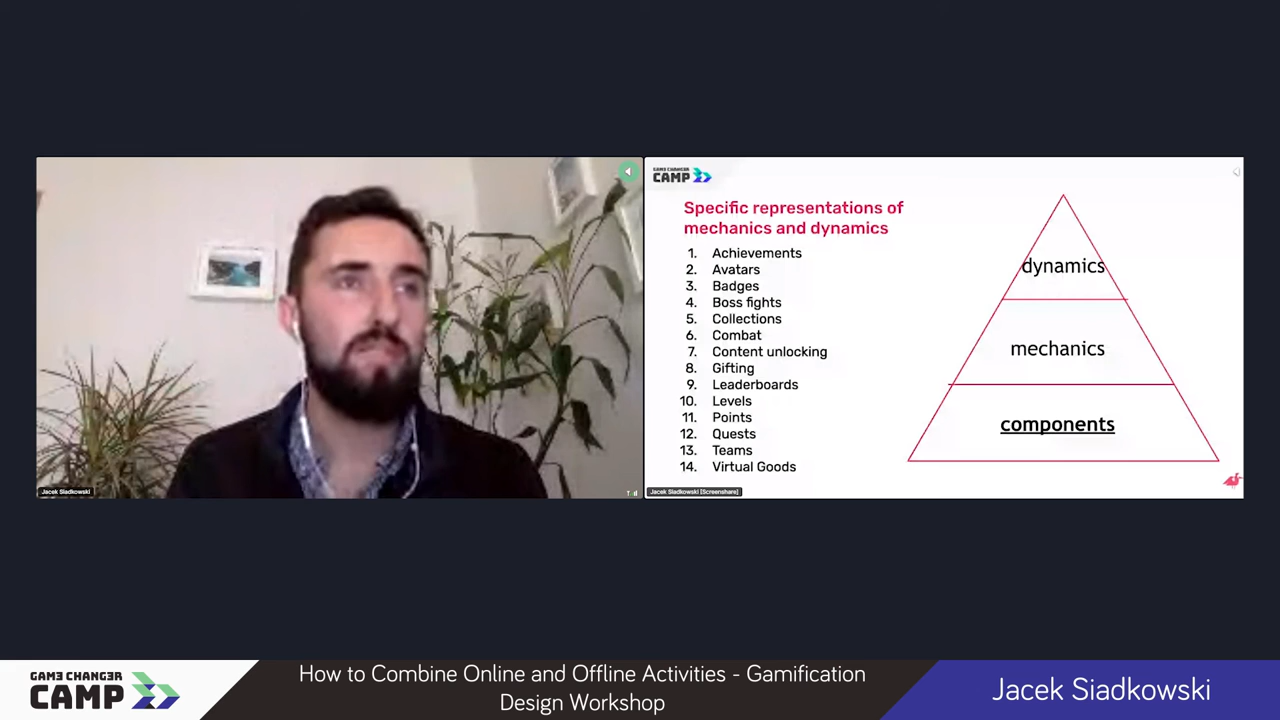 Jacek Siadkowski
GAME CHANGER
CAMP
Specific representations of
mechanics and dynamics
1. Achievements
2. Avatars
3. Badges
4. Boss fights
5. Collections
6. Combat
7. Content unlocking
8. Gifting
9. Leaderboards
10. Levels
11. Points
12. Quests
13. Teams
14. Virtual Goods
dynamics
mechanics
components
Jacek Siadkowski [Screenshare]
GAM3 CHANG3R
CAMP
How to Combine Online and Offline Activities - Gamification
Design Workshop
Jacek Siadkowski